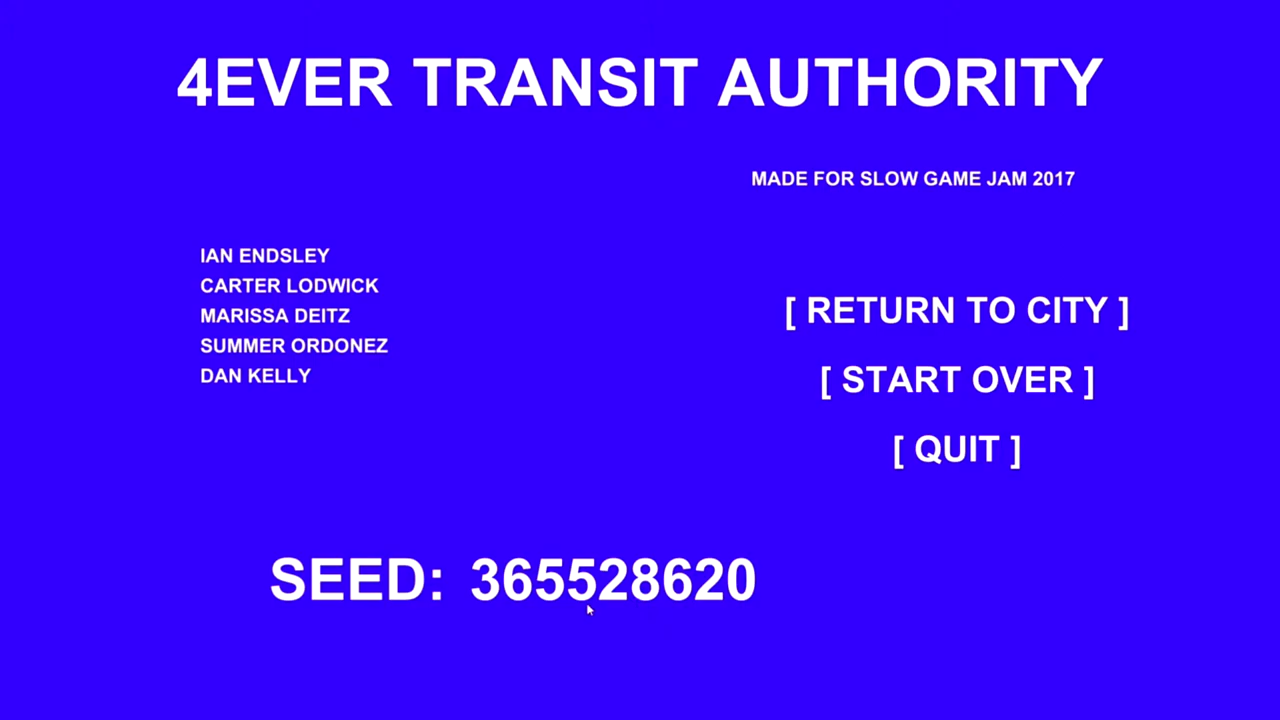 4EVER TRANSIT AUTHORITY
MADE FOR SLOW GAME JAM 2017
IAN ENDSLEY
CARTER LODWICK
MARISSA DEITZ
SUMMER ORDONEZ
DAN KELLY
[ RETURN TO CITY ]
[ START OVER ]
[ QUIT ]
SEED: 365528620